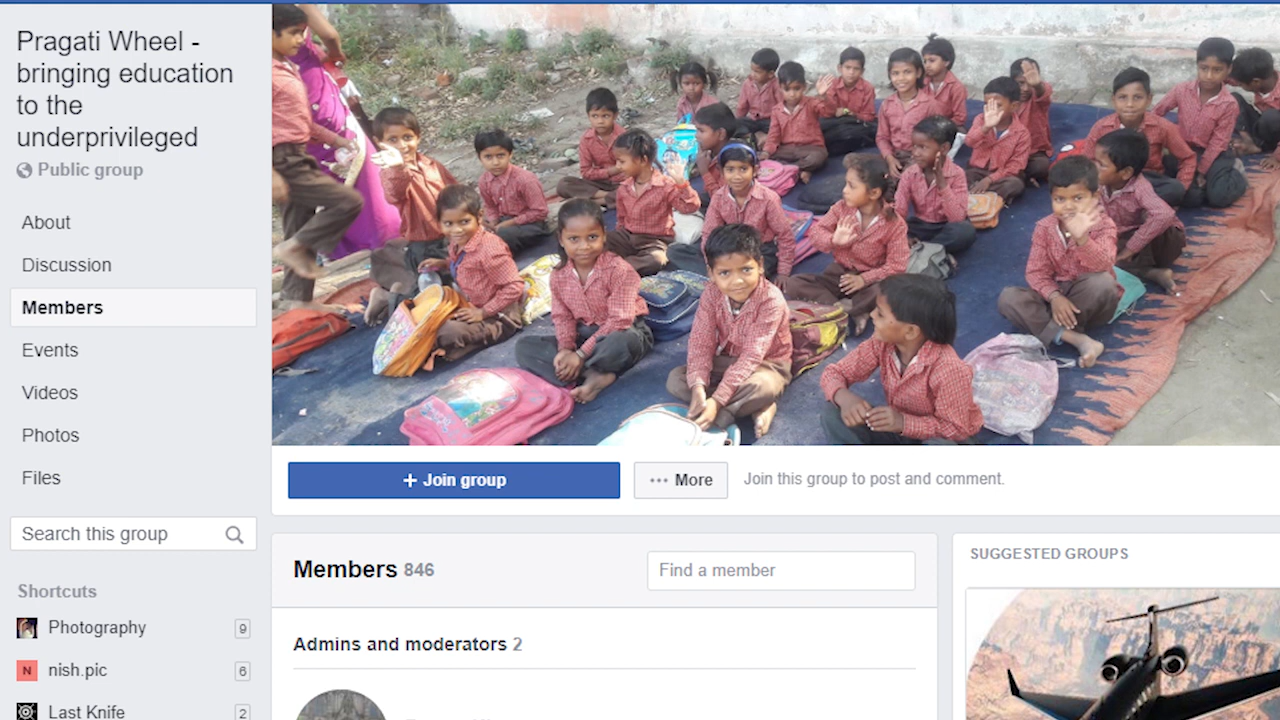 Pragati Wheel -
bringing education
to the
underprivileged
Public group
About
Discussion
Members
Events
Videos
Photos
Files
Search this group
Shortcuts
Photography 9
N nish.pic 6
Last Knife 2
+ Join group
••• More
Join this group to post and comment.
Members 846
Find a member
Admins and moderators 2
SUGGESTED GROUPS